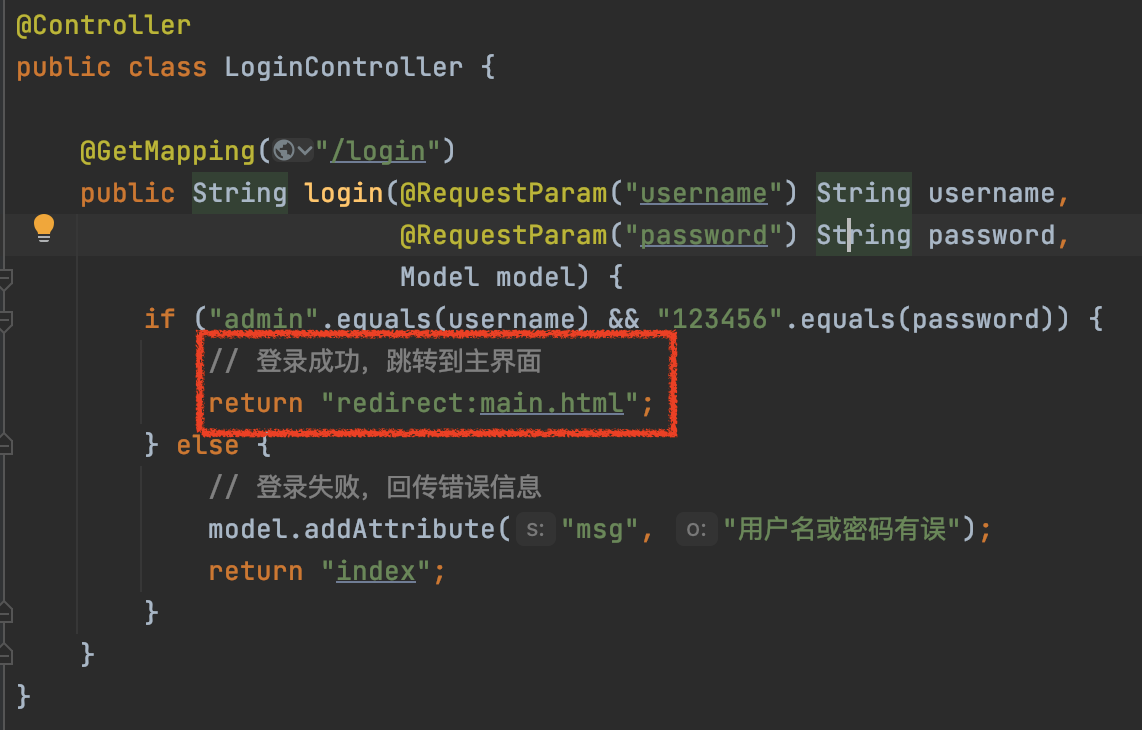 @Controller
public class LoginController {
@GetMapping("/login")
public String login(@RequestParam("username") String username,
@RequestParam("password") String password,
Model model) {
if ("admin".equals(username) && "123456".equals(password)) {
// 登录成功，跳转到主界面
return "redirect:main.html";
} else {
// 登录失败，回传错误信息
model.addAttribute( s: "msg", o: "用户名或密码有误");
return "index";
}
}
}